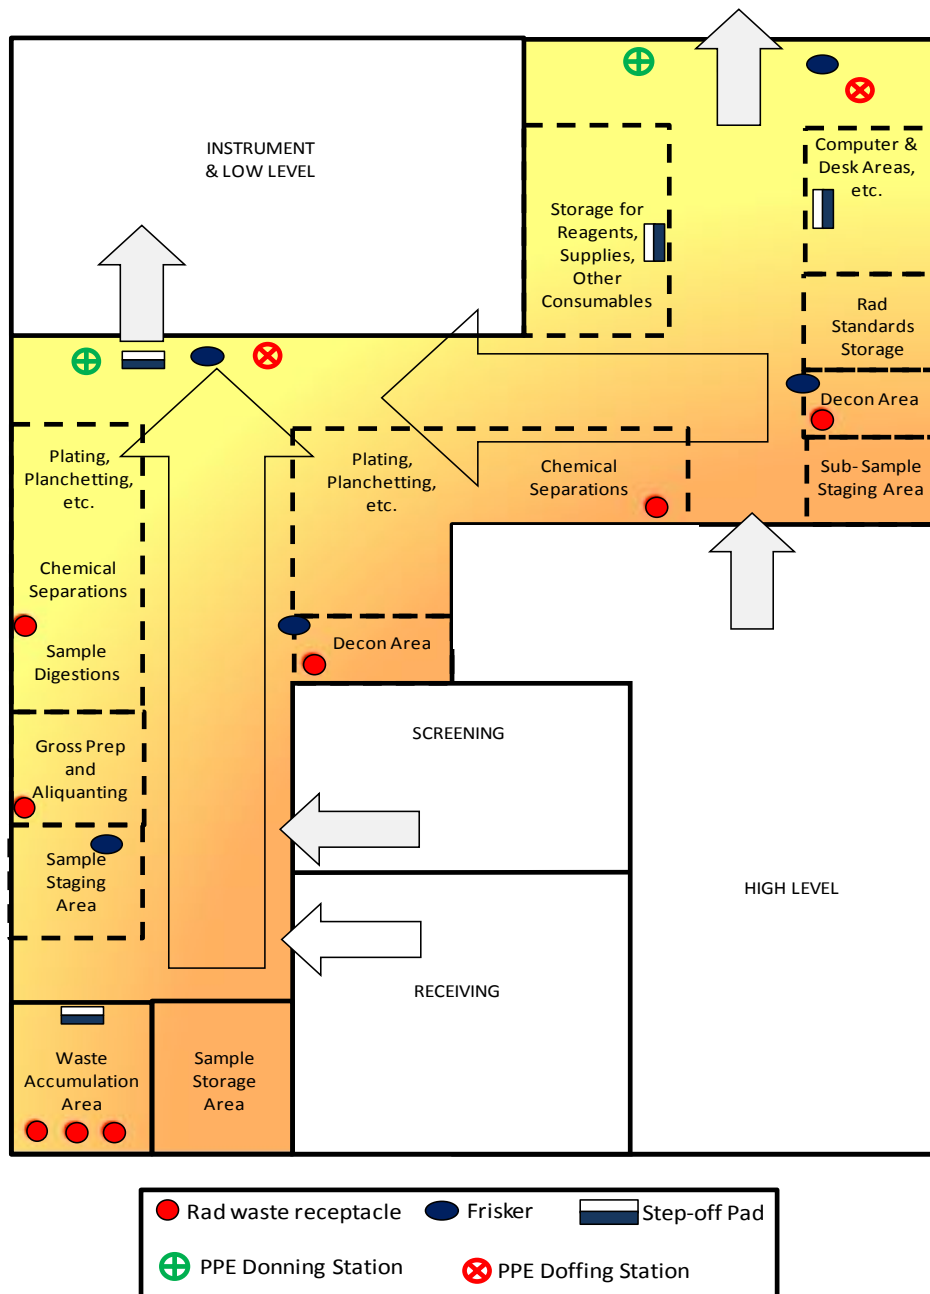 INSTRUMENT
& LOW LEVEL
Computer &
Desk Areas,
etc.
Storage for
Reagents,
Supplies,
Other
Consumables
Rad
Standards
Storage
Decon Area
Sub- Sample
Staging Area
Plating,
Planchetting,
etc.
Plating,
Planchetting,
etc.
Chemical
Separations
Chemical
Separations
Sample
Digestions
Decon Area
Gross Prep
and
Aliquanting
Sample
Staging
Area
SCREENING
HIGH LEVEL
RECEIVING
Waste
Accumulation
Area
Sample
Storage
Area
Rad waste receptacle
Frisker
Step-off Pad
PPE Donning Station
PPE Doffing Station